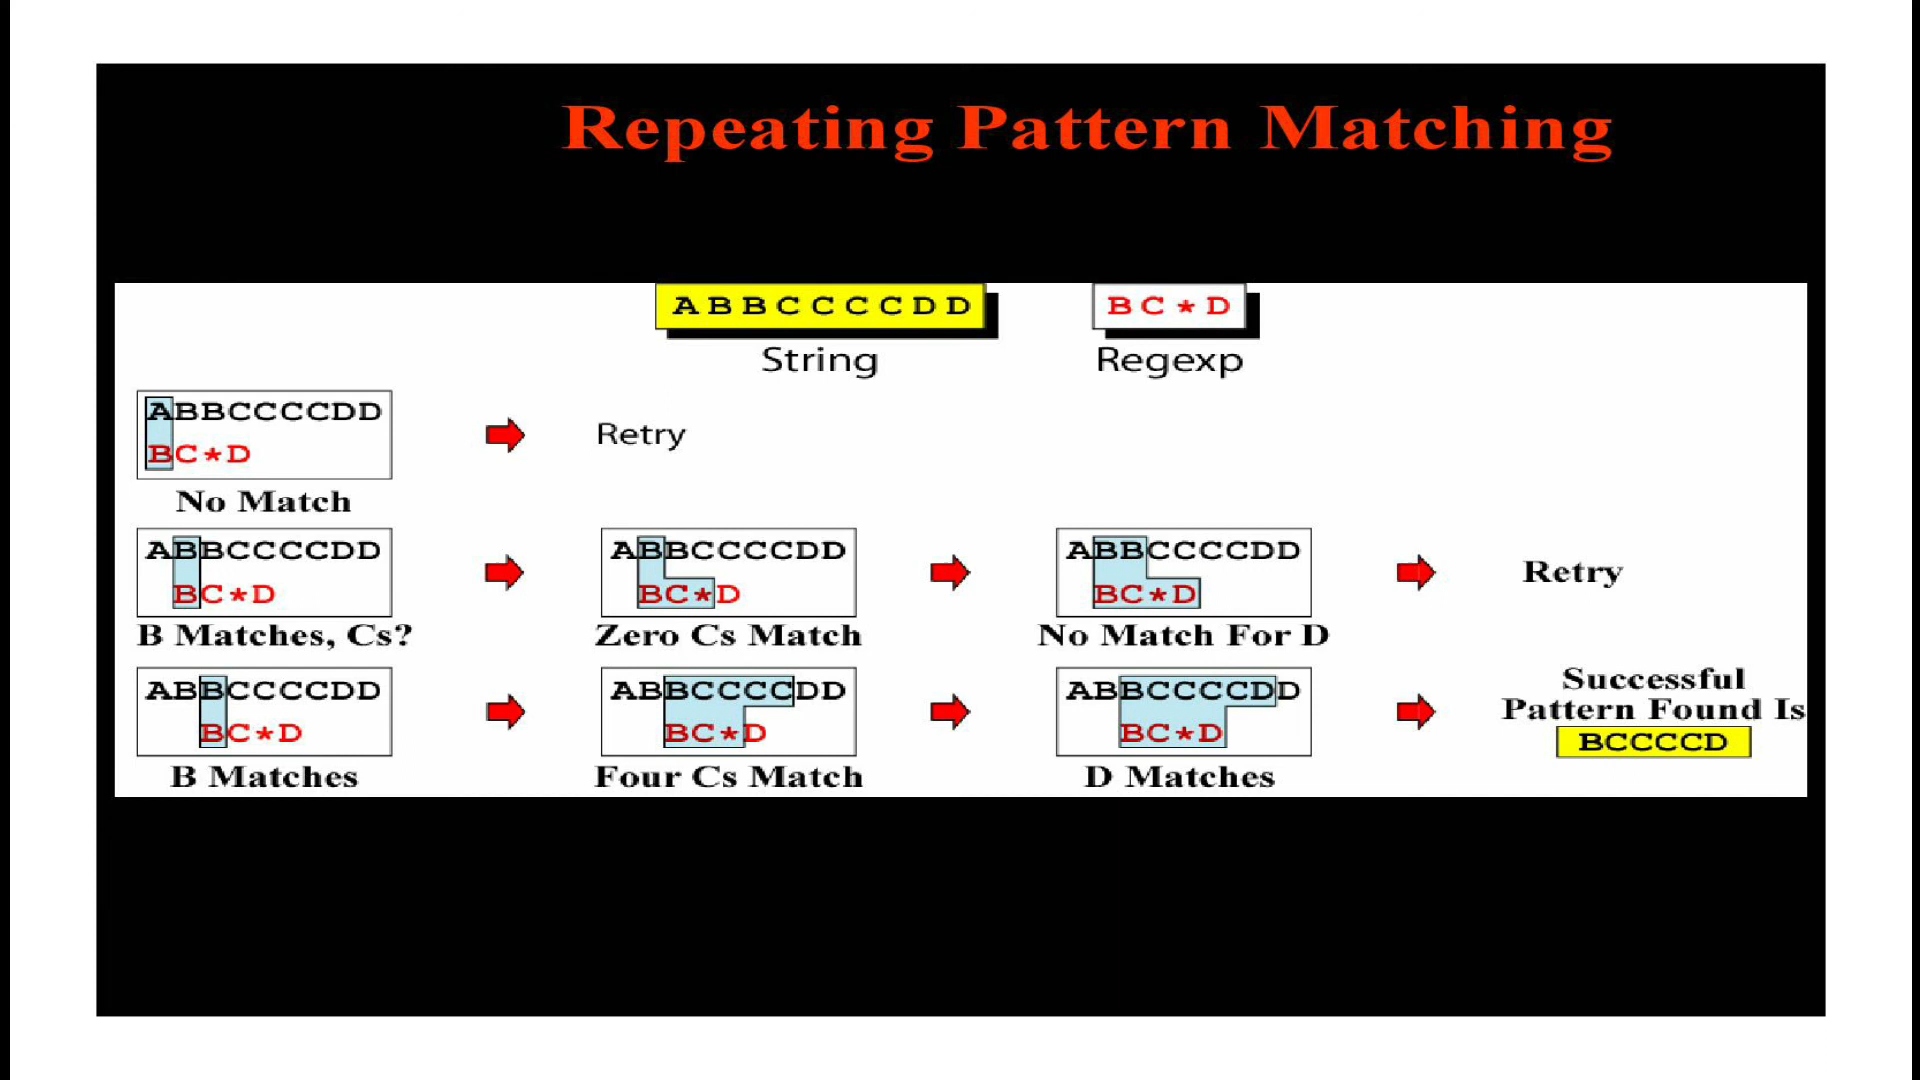 Repeating Pattern Matching
ABBCCCCDD BC*D
String Regexp
ABBCCCCDD
BC*D
Retry
No Match
ABBCCCCDD
BC*D
B Matches, Cs?
ABBCCCCDD
BC*D
Zero Cs Match
ABBCCCCDD
BC*D
No Match For D
Retry
ABBCCCCDD
BC*D
B Matches
ABBCCCCDD
BC*D
Four Cs Match
ABBCCCCDD
BC*D
D Matches
Successful
Pattern Found Is
BCCCCD